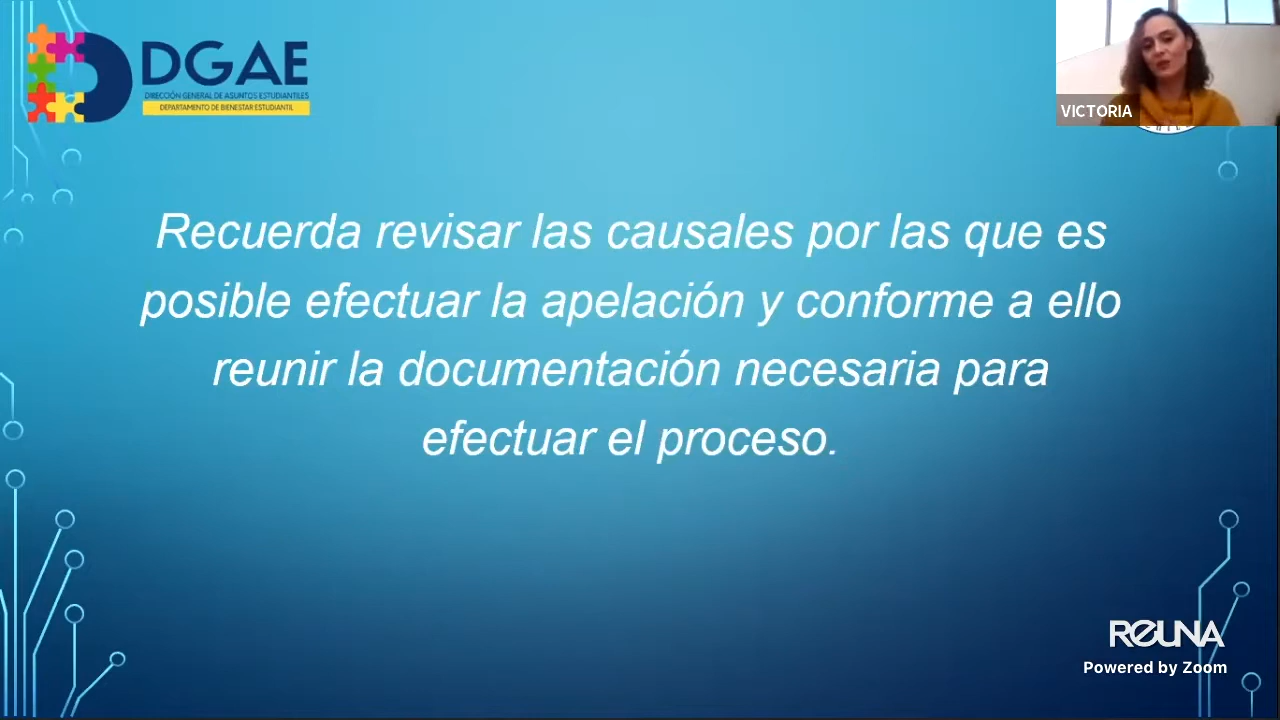 DGAE
DIRECCIÓN GENERAL DE ASUNTOS ESTUDIANTILES
DEPARTAMENTO DE BIENESTAR ESTUDIANTIL
VICTORIA
Recuerda revisar las causales por las que es
posible efectuar la apelación y conforme a ello
reunir la documentación necesaria para
efectuar el proceso.
REUNA
Powered by Zoom